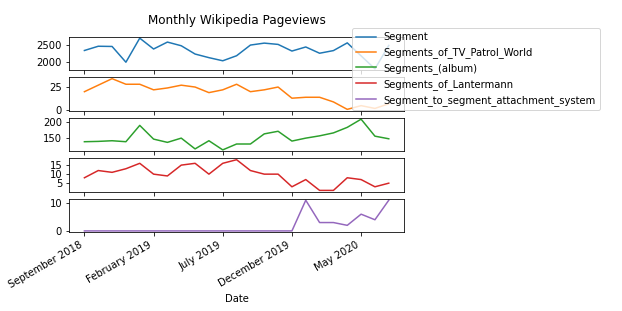 Monthly Wikipedia Pageviews
Segment
Segments_of_TV_Patrol_World
Segments_(album)
Segments_of_Lantermann
Segment_to_segment_attachment_system
2500
2000
25
0
200
150
15
10
5
10
0
September 2018
February 2019
July 2019
December 2019
May 2020
Date